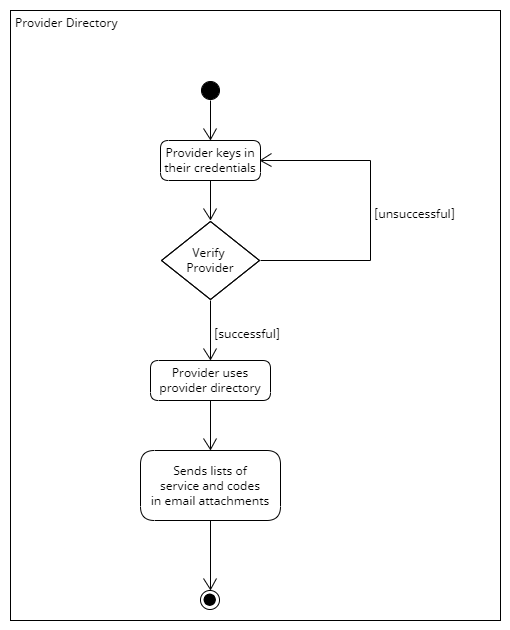 Provider Directory
Provider keys in
their credentials
[unsuccessful]
Verify
Provider
[successful]
Provider uses
provider directory
Sends lists of
service and codes
in email attachments